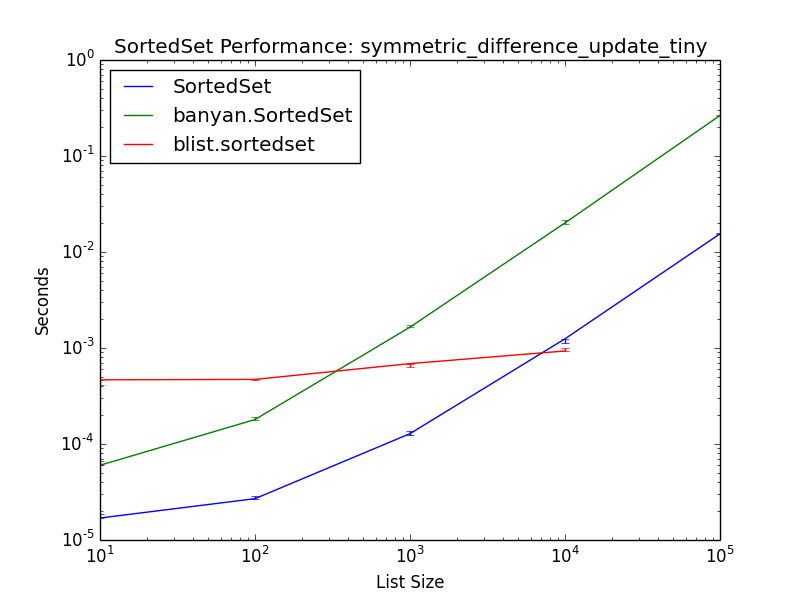 SortedSet Performance: symmetric_difference_update_tiny
SortedSet
banyan.SortedSet
blist.sortedset
10^0
10^-1
10^-2
10^-3
10^-4
10^-5
Seconds
10^1 10^2 10^3 10^4 10^5
List Size